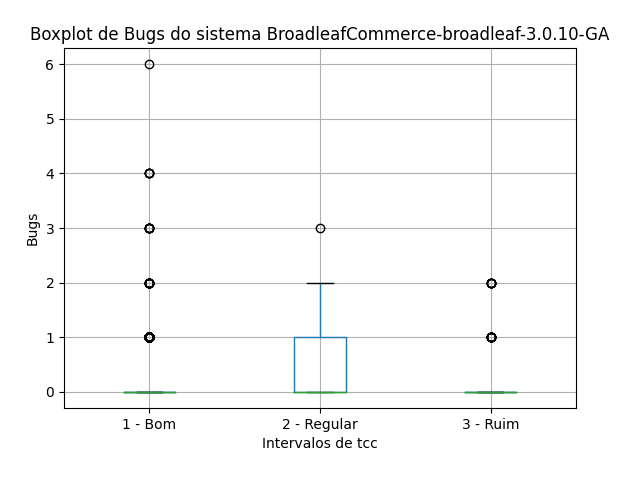 Boxplot de Bugs do sistema BroadleafCommerce-broadleaf-3.0.10-GA
6
5
4
3
2
1
0
Bugs
1 - Bom
2 - Regular
3 - Ruim
Intervalos de tcc